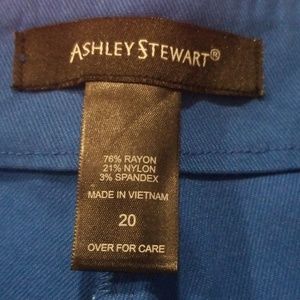 ASHLEY STEWART®
76% RAYON
21% NYLON
3% SPANDEX
MADE IN VIETNAM
20
OVER FOR CARE